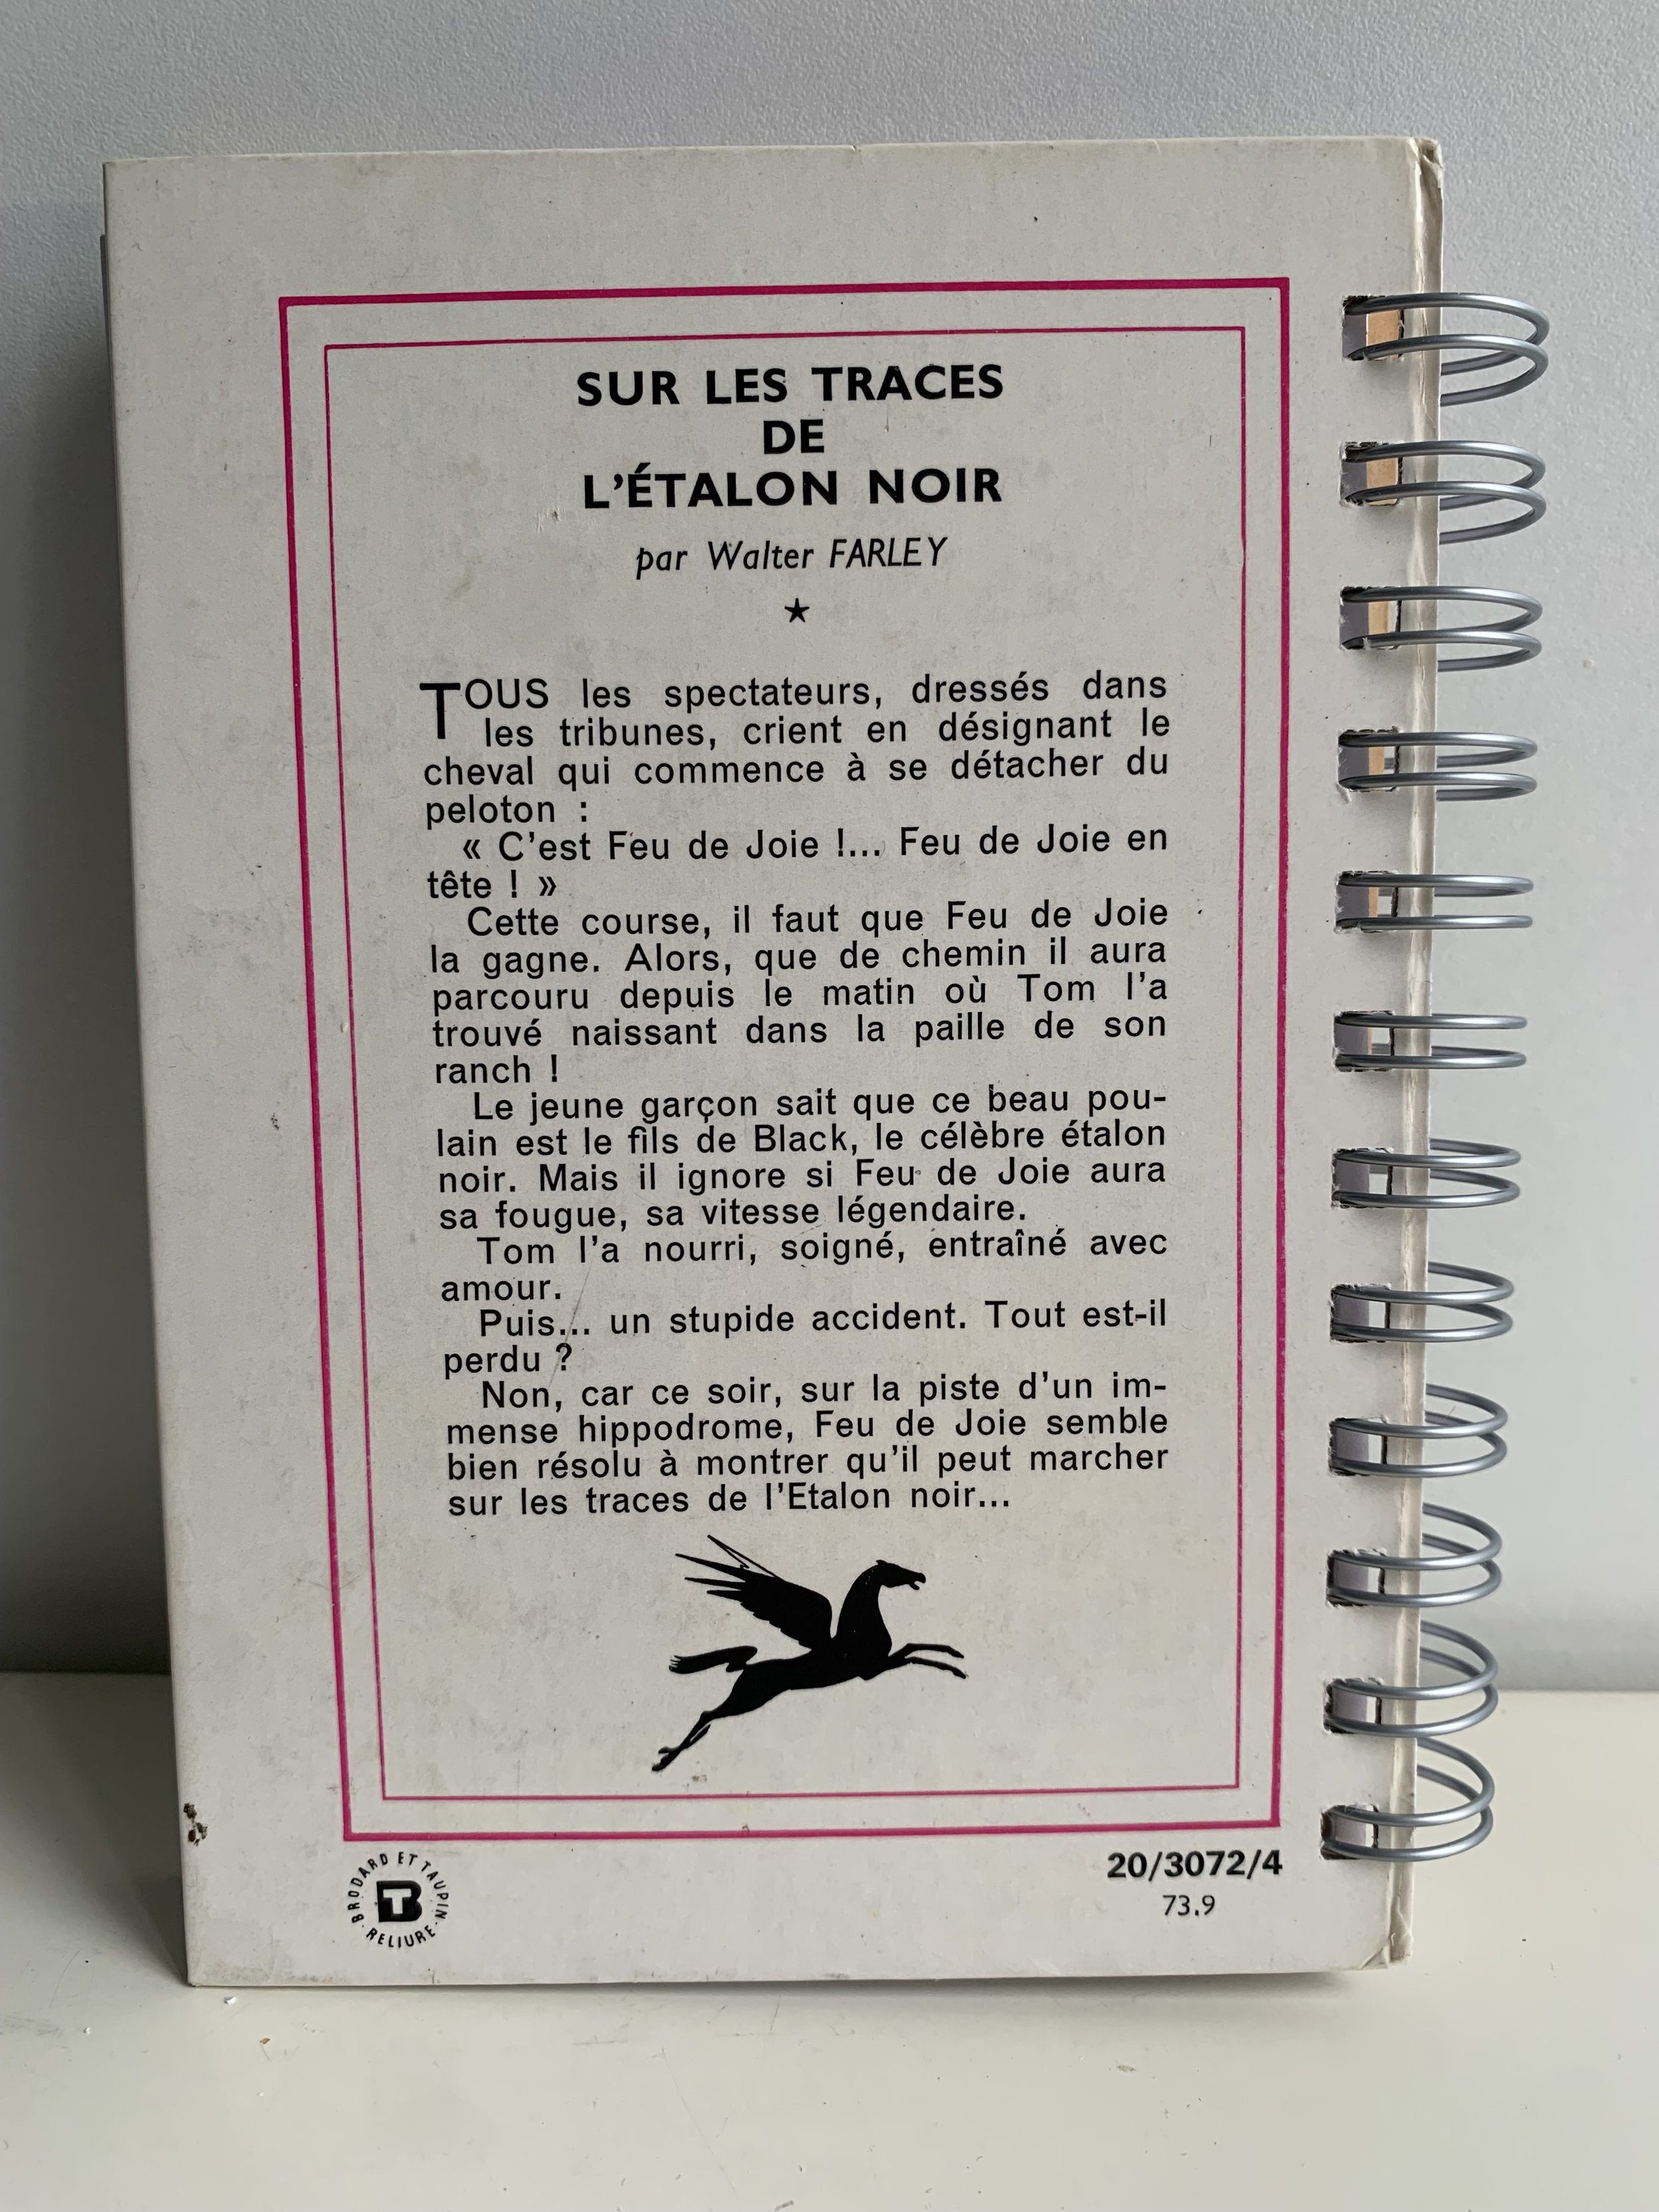 SUR LES TRACES
DE
L'ÉTALON NOIR
par Walter FARLEY
★
TOUS les spectateurs, dressés dans
les tribunes, crient en désignant le
cheval qui commence à se détacher du
peloton :
« C'est Feu de Joie !... Feu de Joie en
tête ! »
Cette course, il faut que Feu de Joie
la gagne. Alors, que de chemin il aura
parcouru depuis le matin où Tom l'a
trouvé naissant dans la paille de son
ranch !
Le jeune garçon sait que ce beau pou-
lain est le fils de Black, le célèbre étalon
noir. Mais il ignore si Feu de Joie aura
sa fougue, sa vitesse légendaire.
Tom l'a nourri, soigné, entraîné avec
amour.
Puis... un stupide accident. Tout est-il
perdu ?
Non, car ce soir, sur la piste d'un im-
mense hippodrome, Feu de Joie semble
bien résolu à montrer qu'il peut marcher
sur les traces de l'Etalon noir...
BRODARD ET TAUPIN
BT
RELIURE
20/3072/4
73.9